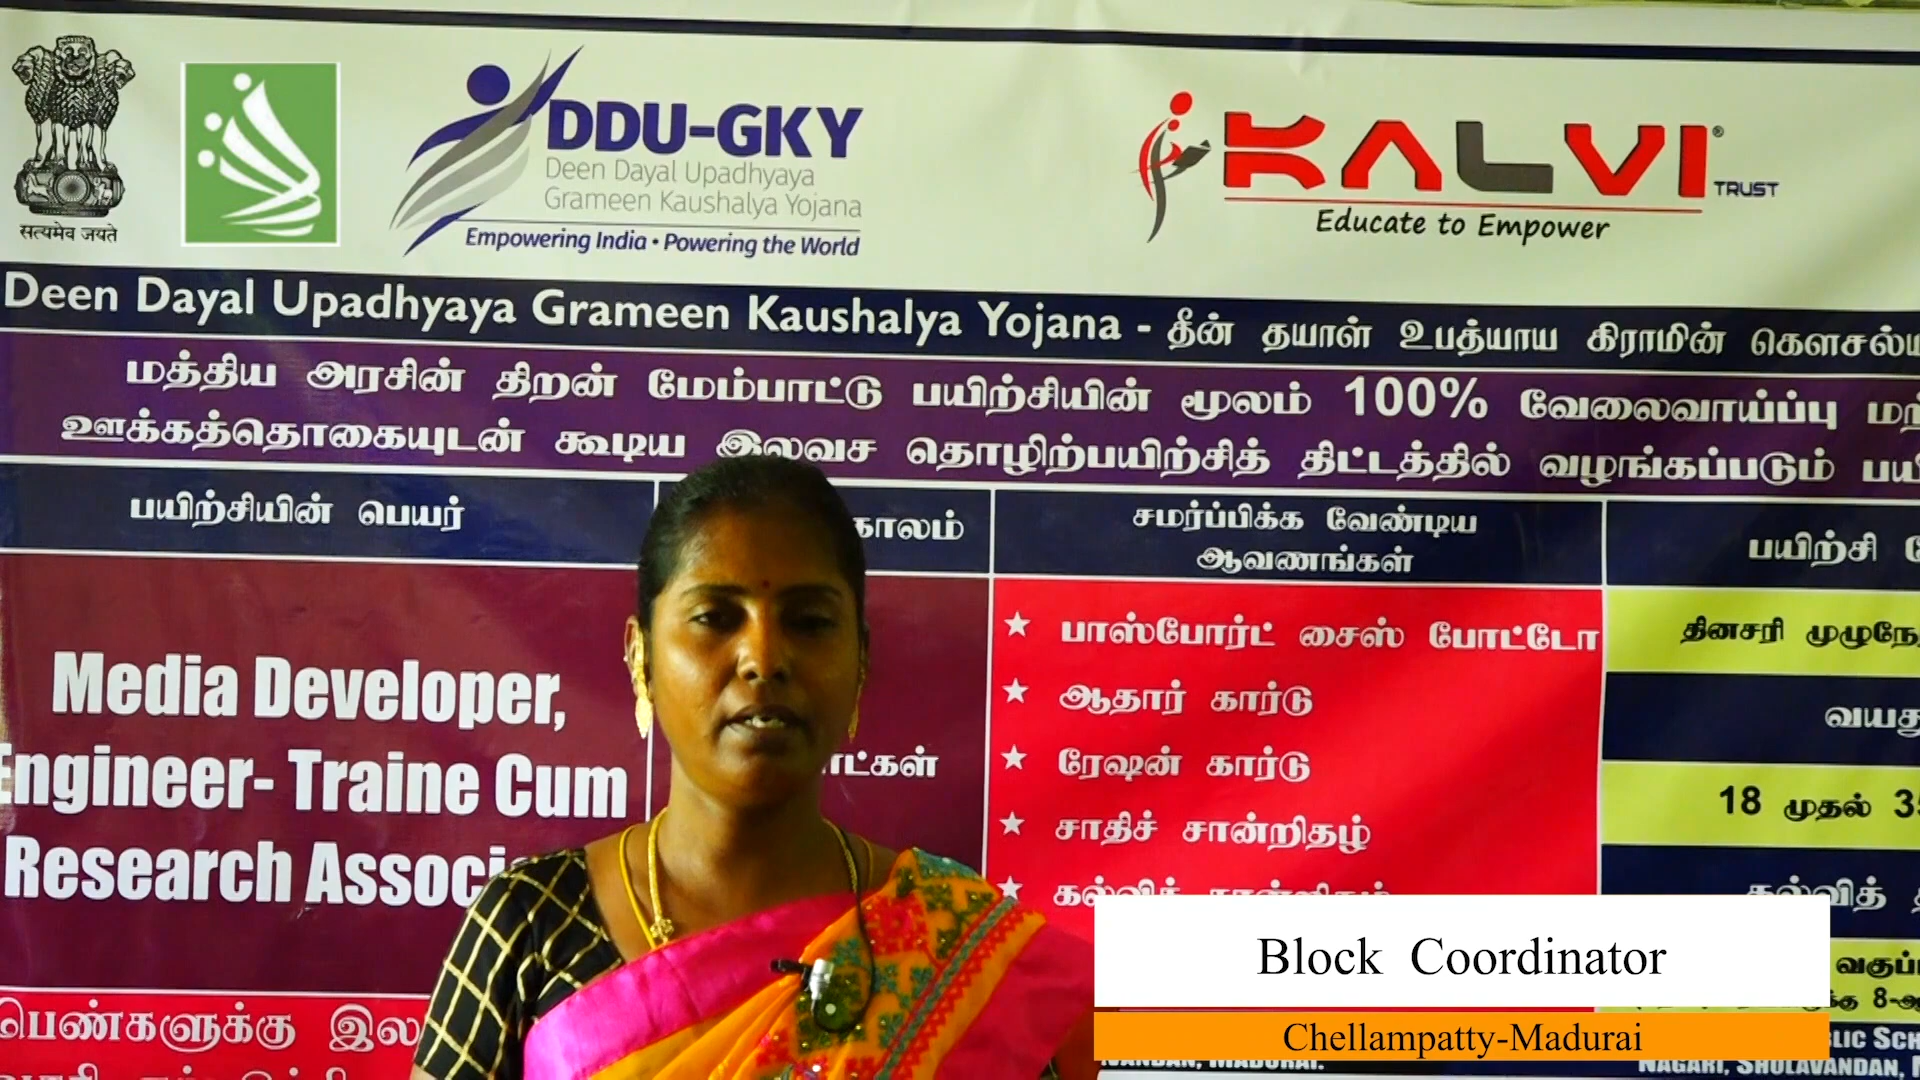 सत्यमेव जयते
DDU-GKY
Deen Dayal Upadhyaya
Grameen Kaushalya Yojana
Empowering India • Powering the World
KALVI® TRUST
Educate to Empower
Deen Dayal Upadhyaya Grameen Kaushalya Yojana - தீன் தயாள் உபத்யாய கிராமின்
மத்திய அரசின் திறன் மேம்பாட்டு பயிற்சியின் மூலம் 100% வேலைவாய்ப்பு
ஊக்கத்தொகையுடன் கூடிய இலவச தொழிற்பயிற்சித் திட்டத்தில் வழங்கப்படும்
பயிற்சியின் பெயர்
சமர்ப்பிக்க வேண்டிய
ஆவணங்கள்
பயிற்சி
Media Developer,
Engineer- Traine Cum
Research
★ பாஸ்போர்ட் சைஸ் போட்டோ
★ ஆதார் கார்டு
★ ரேஷன் கார்டு
★ சாதிச் சான்றிதழ்
தினசரி
18 முதல்
பெண்களுக்கு
Block Coordinator
Chellampatty-Madurai
NAGARI, SHOLAVANDAN,